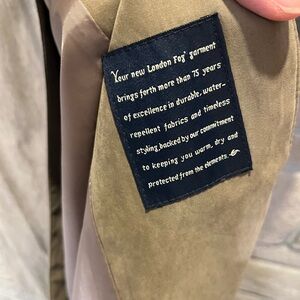 Your new London Fog® garment
brings forth more than 75 years
of excellence in durable, water-
repellent fabrics and timeless
styling, backed by our commitment
to keeping you warm, dry and
protected from the elements.